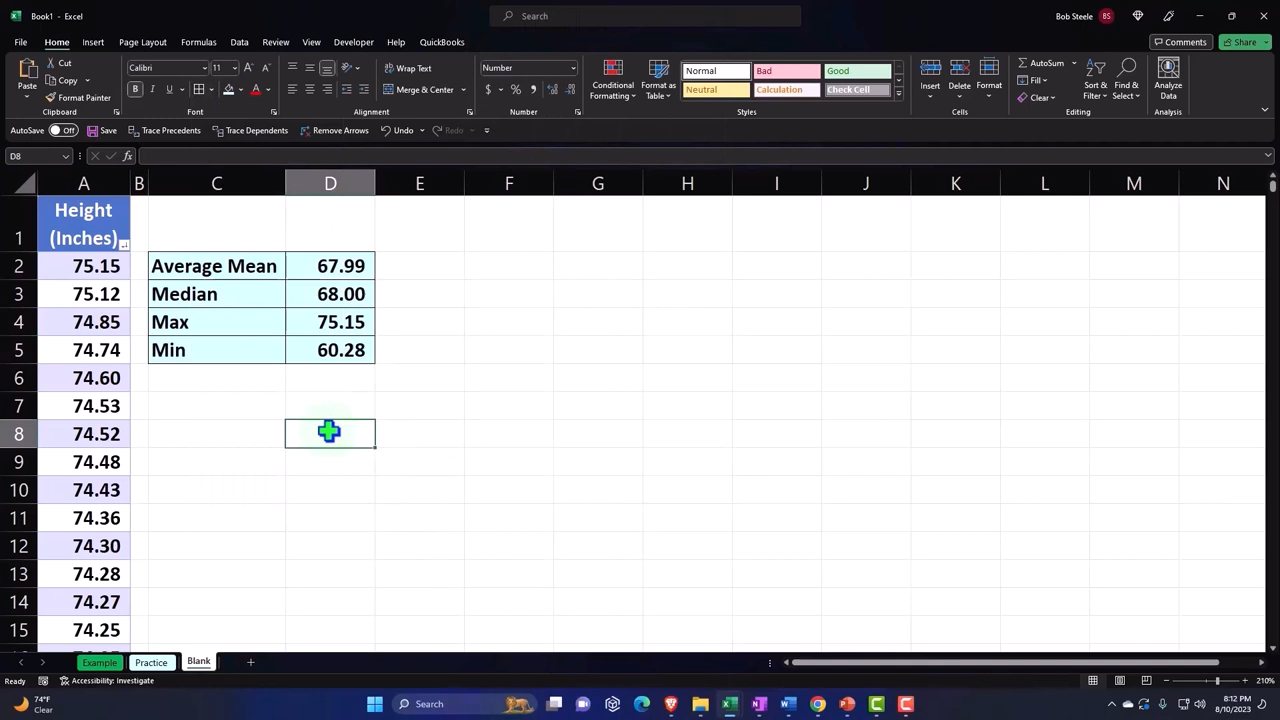 Book1 - Excel
Search
Bob Steele BS
File Home Insert Page Layout Formulas Data Review View Developer Help QuickBooks
Comments Share
Paste
Cut
Copy
Format Painter
Clipboard
Calibri 11
B I U
Font
Wrap Text
Merge & Center
Alignment
Number
$ % 9
Number
Conditional Formatting
Format as Table
Normal Bad Good
Neutral Calculation Check Cell
Styles
Insert Delete Format
Cells
AutoSum
Fill
Clear
Sort & Filter
Find & Select
Editing
Analyze Data
Analysis
AutoSave Off Save Trace Precedents Trace Dependents Remove Arrows Undo Redo
D8 fx
A B C D E F G H I J K L M N
Height
1 (Inches)
2 75.15 Average Mean 67.99
3 75.12 Median 68.00
4 74.85 Max 75.15
5 74.74 Min 60.28
6 74.60
7 74.53
8 74.52
9 74.48
10 74.43
11 74.36
12 74.30
13 74.28
14 74.27
15 74.25
Example Practice Blank
Ready Accessibility: Investigate 210%
74°F
Clear
Search
8:12 PM
8/10/2023